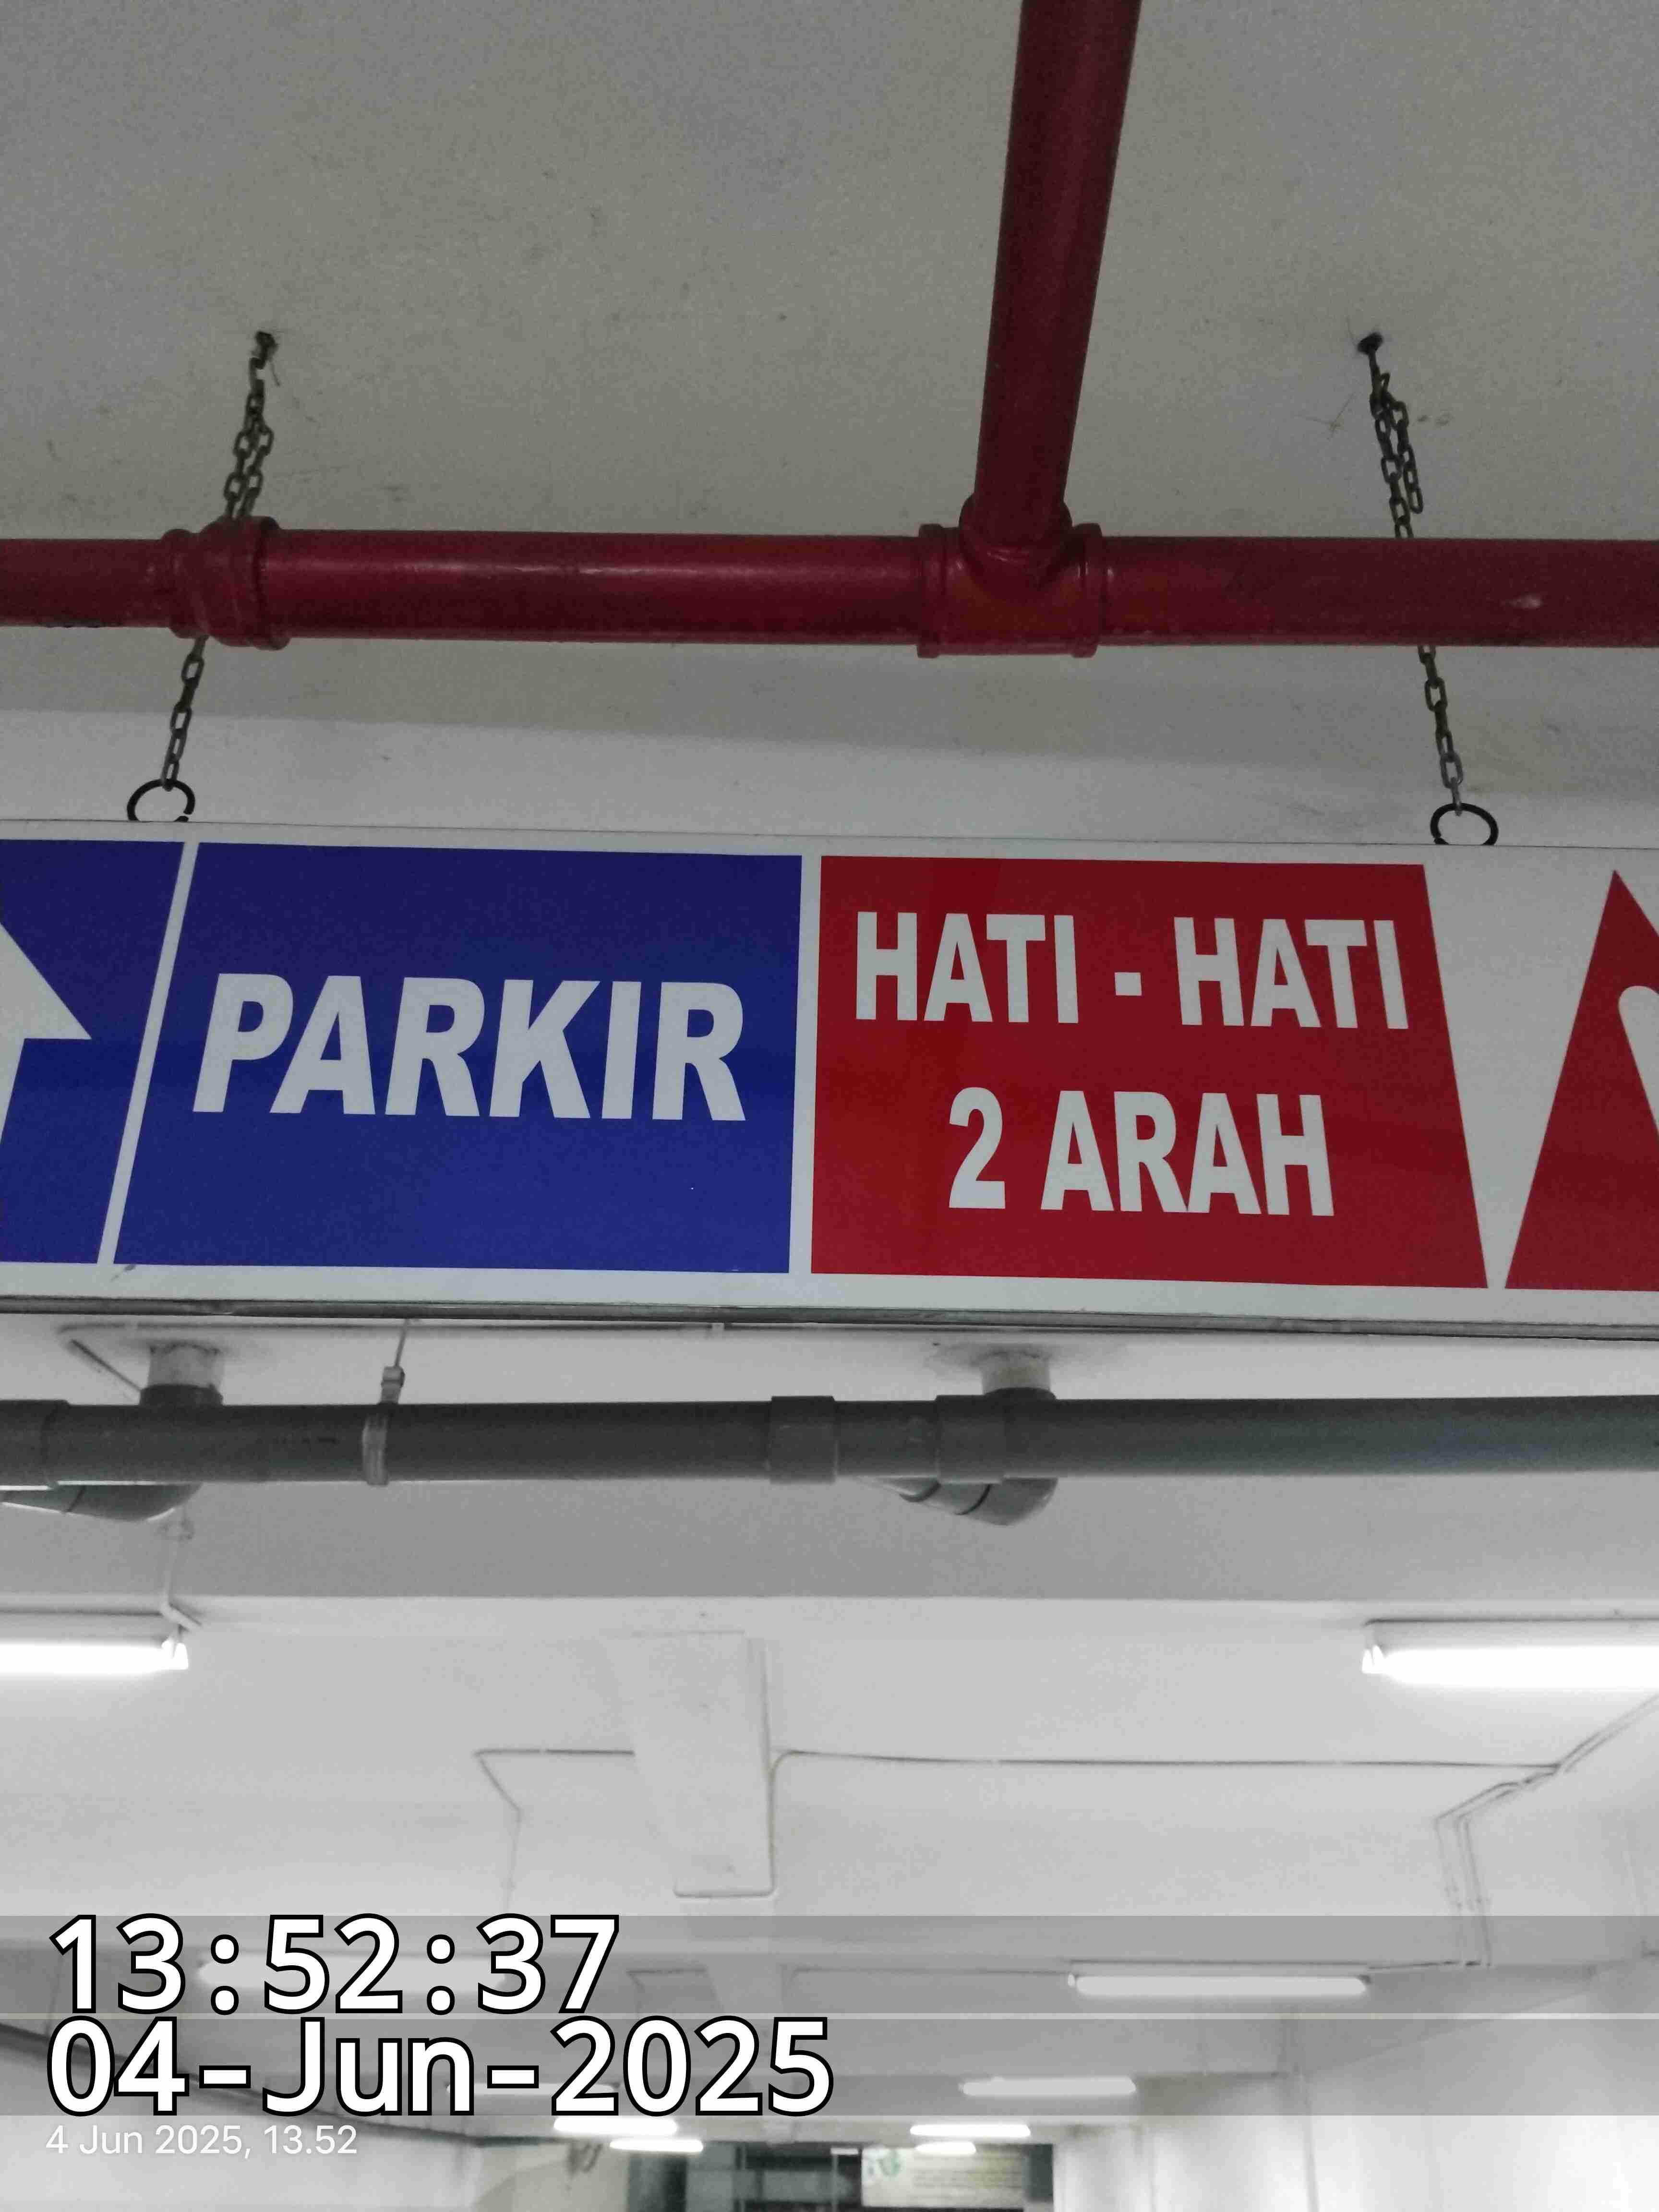 PARKIR
HATI - HATI
2 ARAH
13:52:37
04-Jun-2025
4 Jun 2025, 13.52